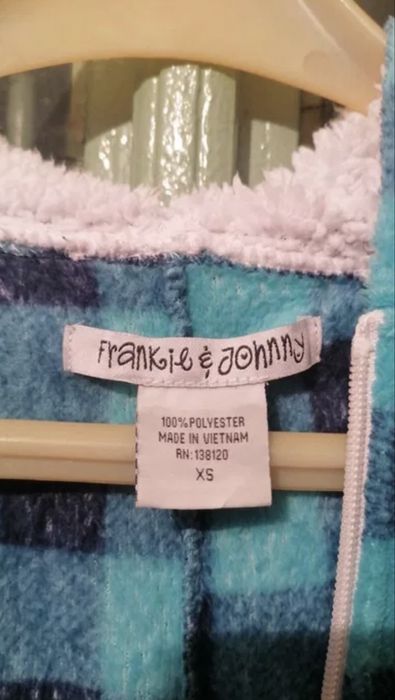 Frankie & Johnny
100% POLYESTER
MADE IN VIETNAM
RN: 138120
XS